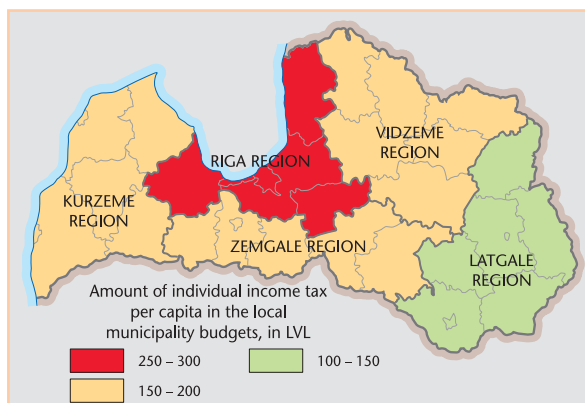 RIGA REGION
VIDZEME
REGION
KURZEME
REGION
ZEMGALE REGION
LATGALE
REGION
Amount of individual income tax
per capita in the local
municipality budgets, in LVL
250 – 300
100 – 150
150 – 200